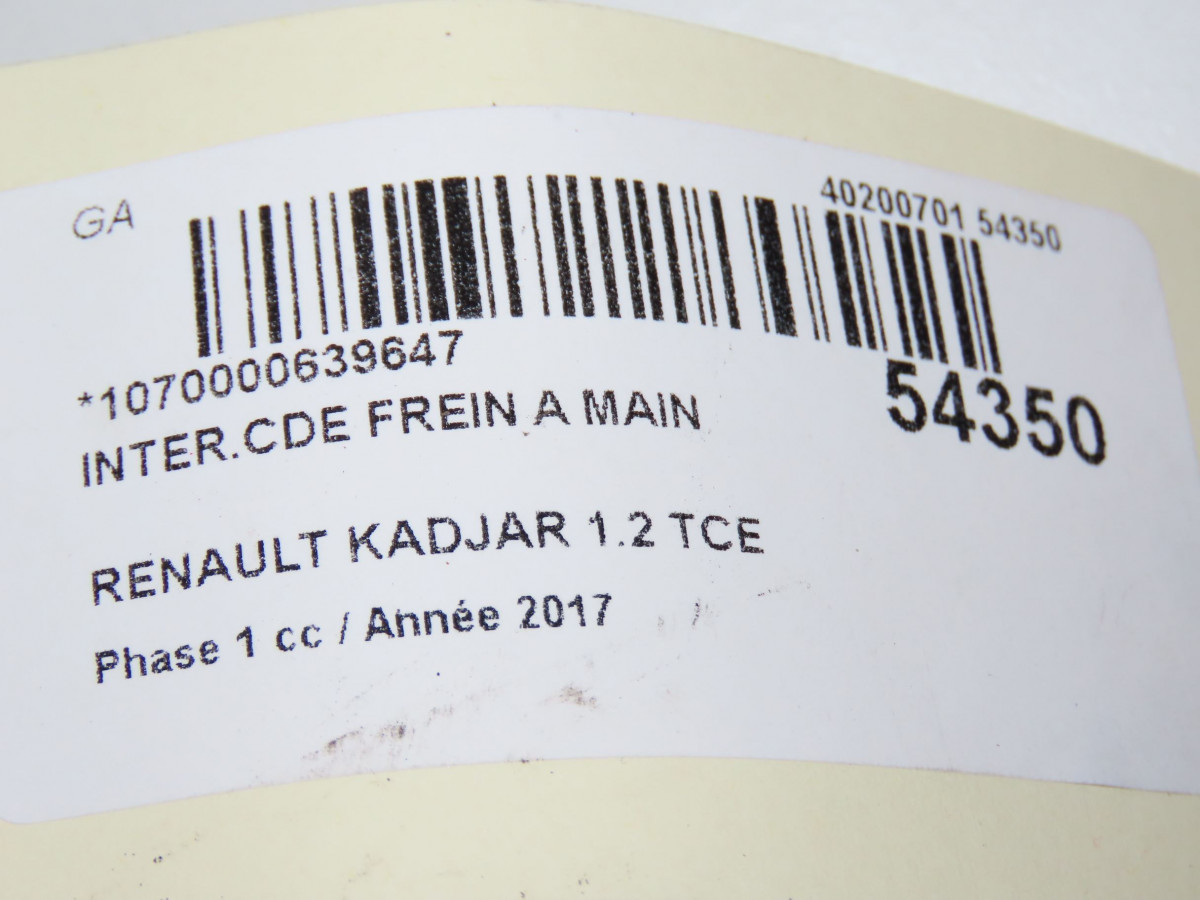 GA
40200701 54350
*1070000639647
54350
INTER.CDE FREIN A MAIN
RENAULT KADJAR 1.2 TCE
Phase 1 cc / Année 2017